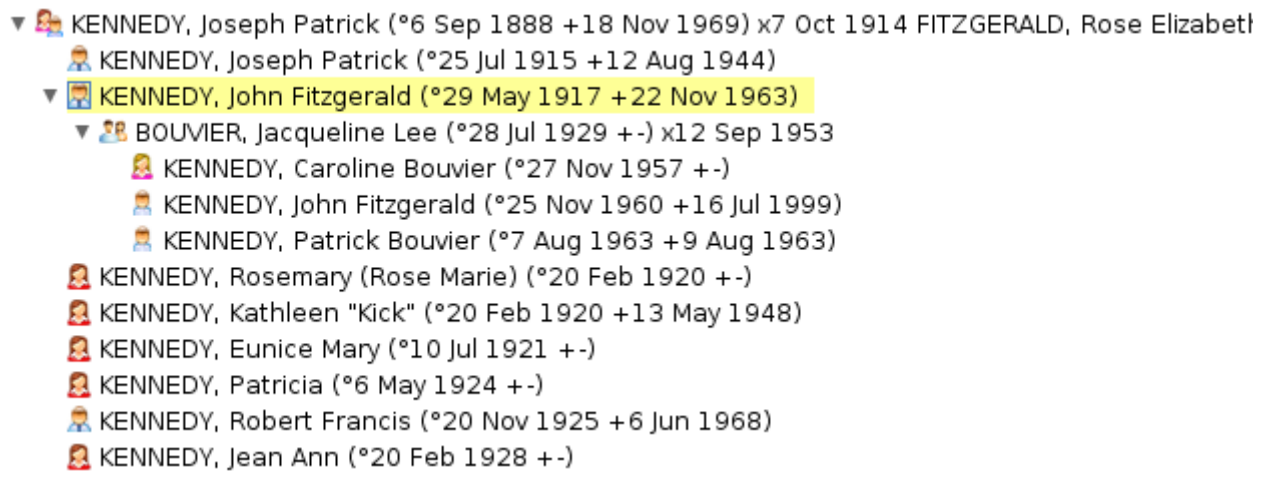 KENNEDY, Joseph Patrick (°6 Sep 1888 +18 Nov 1969) x7 Oct 1914 FITZGERALD, Rose Elizabeth
KENNEDY, Joseph Patrick (°25 Jul 1915 +12 Aug 1944)
KENNEDY, John Fitzgerald (°29 May 1917 +22 Nov 1963)
BOUVIER, Jacqueline Lee (°28 Jul 1929 +-) x12 Sep 1953
KENNEDY, Caroline Bouvier (°27 Nov 1957 +-)
KENNEDY, John Fitzgerald (°25 Nov 1960 +16 Jul 1999)
KENNEDY, Patrick Bouvier (°7 Aug 1963 +9 Aug 1963)
KENNEDY, Rosemary (Rose Marie) (°20 Feb 1920 +-)
KENNEDY, Kathleen "Kick" (°20 Feb 1920 +13 May 1948)
KENNEDY, Eunice Mary (°10 Jul 1921 +-)
KENNEDY, Patricia (°6 May 1924 +-)
KENNEDY, Robert Francis (°20 Nov 1925 +6 Jun 1968)
KENNEDY, Jean Ann (°20 Feb 1928 +-)